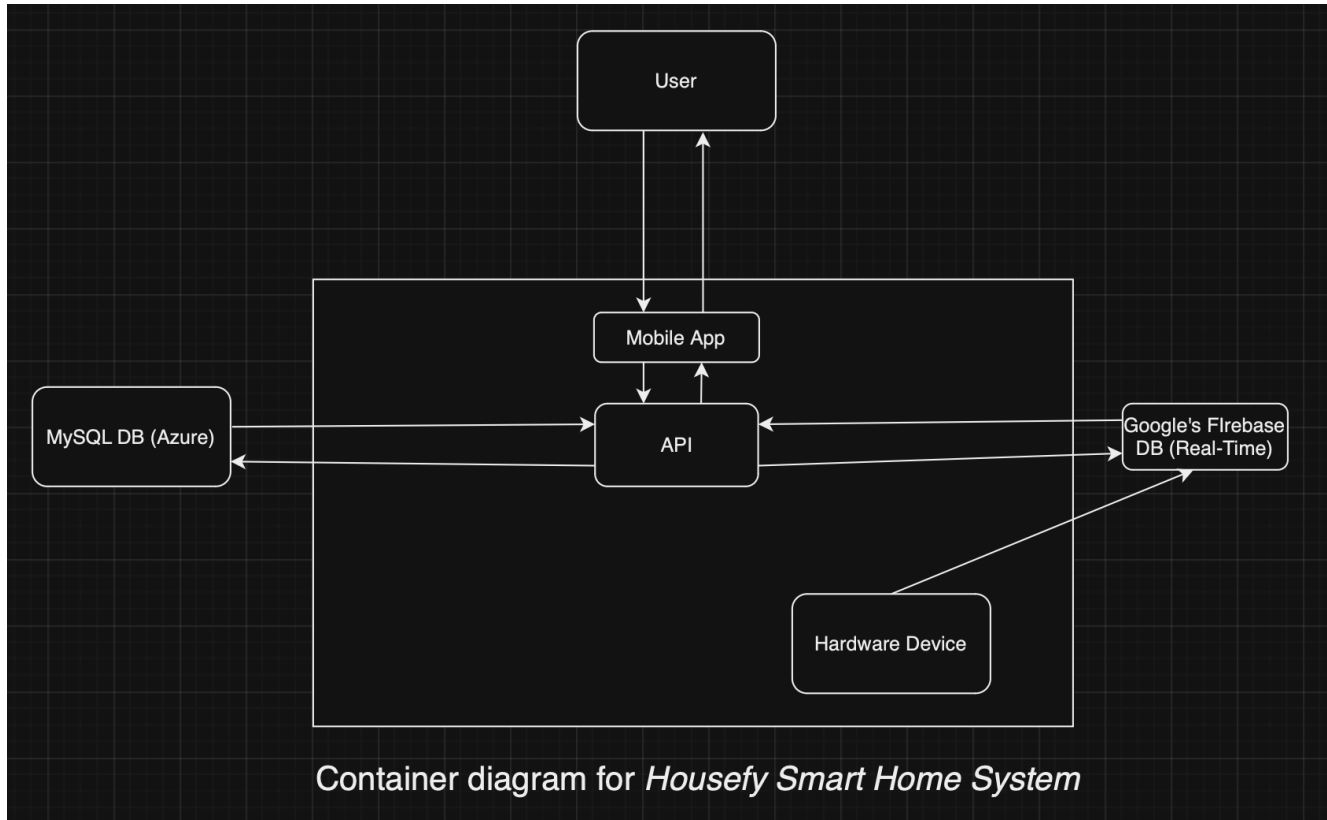 User
Mobile App
MySQL DB (Azure)
API
Google's FIrebase
DB (Real-Time)
Hardware Device
Container diagram for Housefy Smart Home System